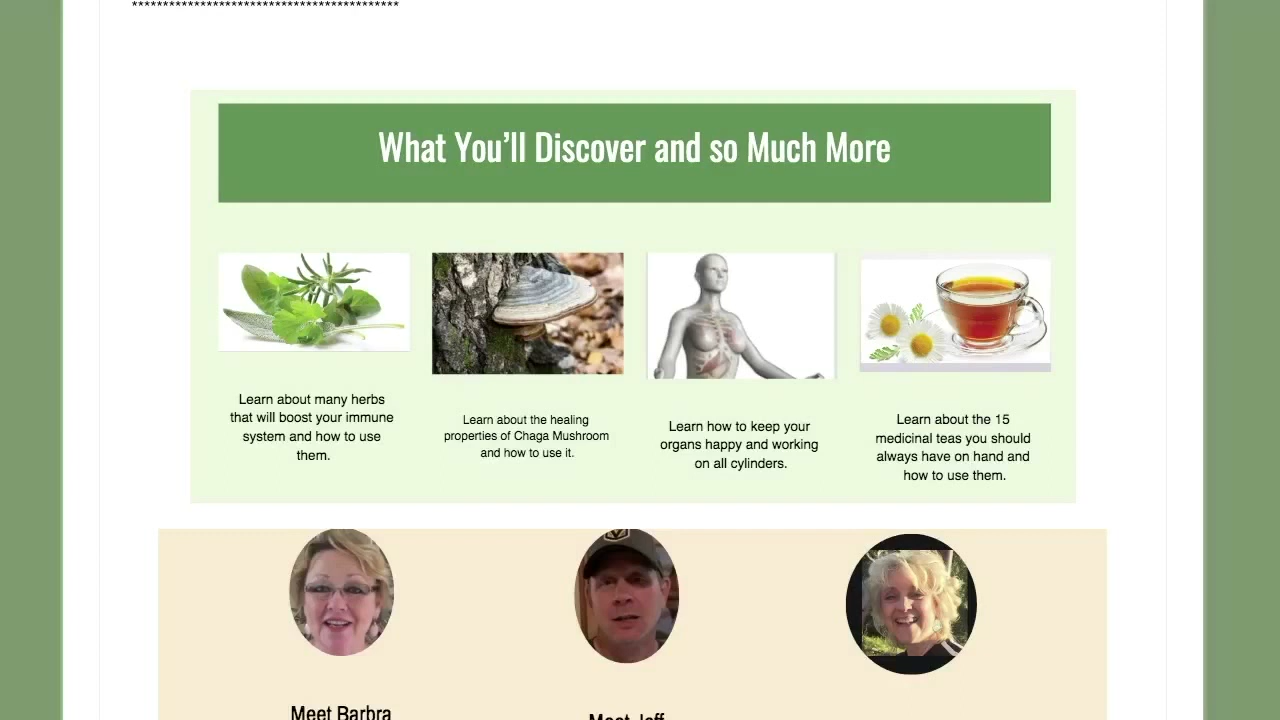 ********************************************
What You’ll Discover and so Much More
Learn about many herbs
that will boost your immune
system and how to use
them.
Learn about the healing
properties of Chaga Mushroom
and how to use it.
Learn how to keep your
organs happy and working
on all cylinders.
Learn about the 15
medicinal teas you should
always have on hand and
how to use them.
Meet Barbra
Meet Jeff